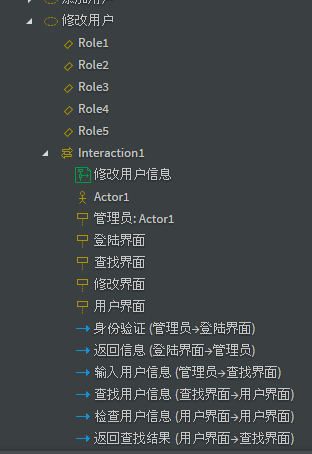 添加用户
修改用户
Role1
Role2
Role3
Role4
Role5
Interaction1
修改用户信息
Actor1
管理员: Actor1
登陆界面
查找界面
修改界面
用户界面
身份验证 (管理员→登陆界面)
返回信息 (登陆界面→管理员)
输入用户信息 (管理员→查找界面)
查找用户信息 (查找界面→用户界面)
检查用户信息 (用户界面→用户界面)
返回查找结果 (用户界面→查找界面)